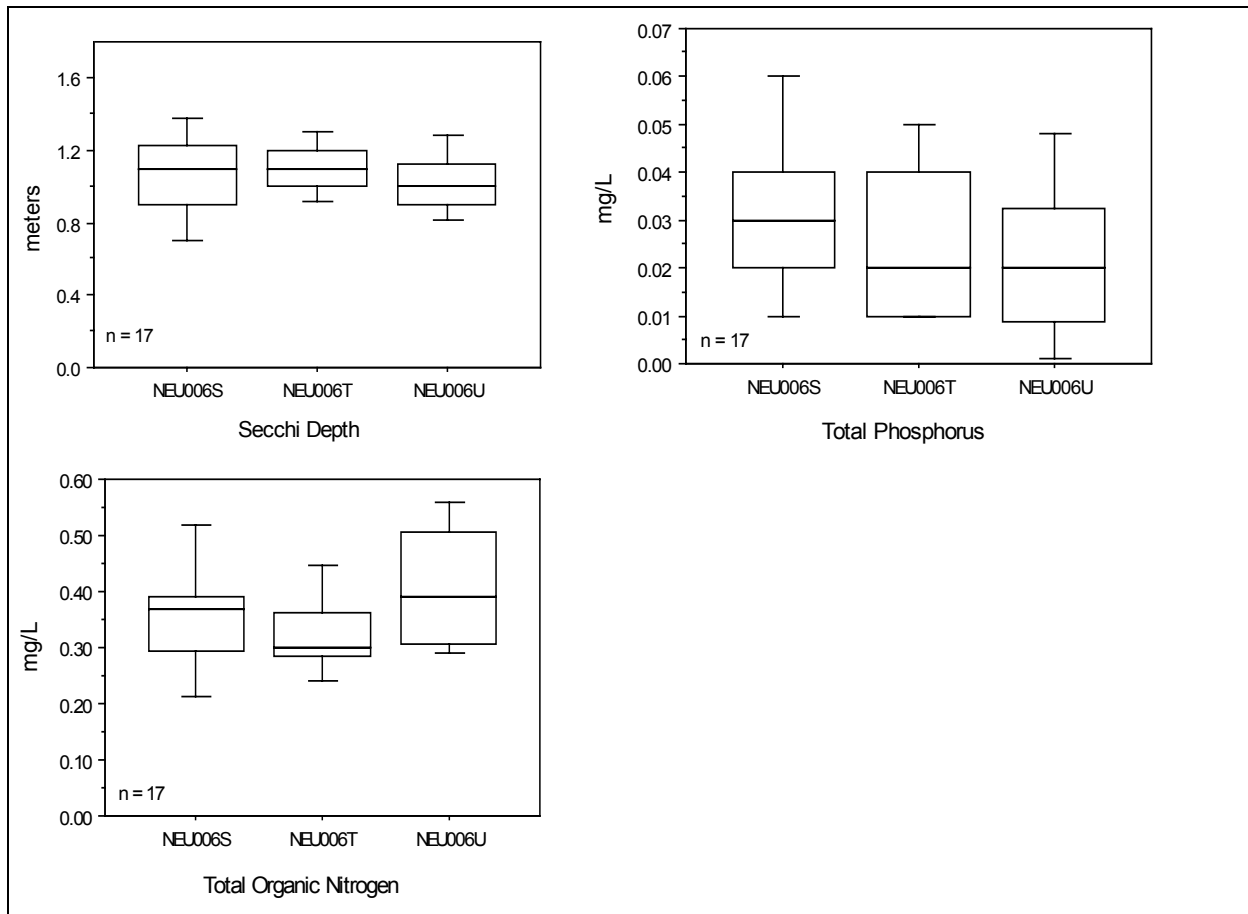 1.6
1.2
0.8
0.4
0.0
meters
n = 17
NEU006S NEU006T NEU006U
Secchi Depth
0.07
0.06
0.05
0.04
0.03
0.02
0.01
0.00
mg/L
n = 17
NEU006S NEU006T NEU006U
Total Phosphorus
0.60
0.50
0.40
0.30
0.20
0.10
0.00
mg/L
n = 17
NEU006S NEU006T NEU006U
Total Organic Nitrogen